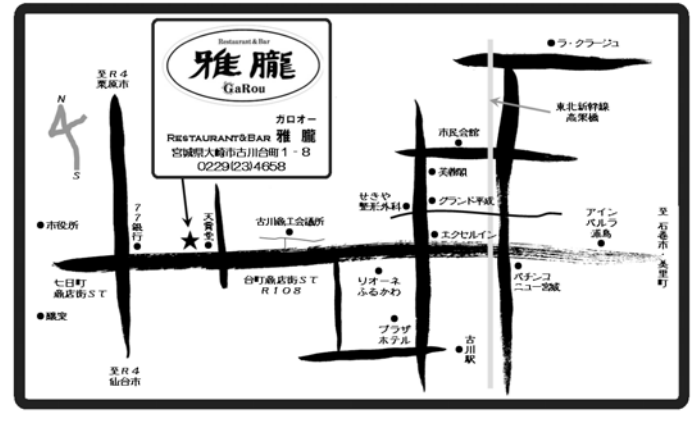 Restaurant&Bar
雅 朧
GaRou
ガロオー
RESTAURANT&BAR 雅 朧
宮城県大崎市古川台町1‐8
0229(23)4658
至R4
栗原市
N
S
ラ・クラージュ
東北新幹線
高架橋
市民会館
美善閣
グランド平成
せきや
整形外科
エクセルイン
アイン
パルラ
浦島
至 石巻市・美里町
市役所
77銀行
天賞堂
古川商工会議所
七日町
商店街ST
台町商店街ST
R108
リオーネ
ふるかわ
パチンコ
ニュー宮城
醸室
プラザ
ホテル
古川駅
至R4
仙台市